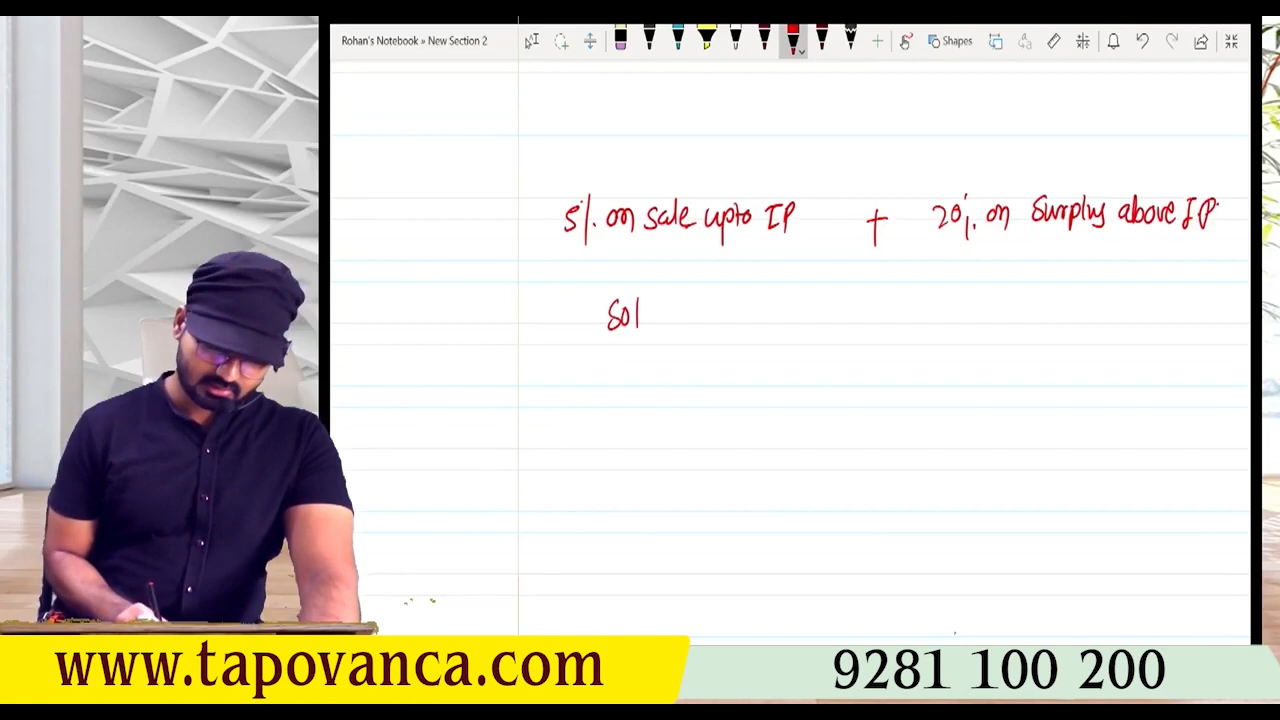 Rohan's Notebook » New Section 2
Shapes
5% on sale upto IP + 20% on Surplus above IP.
sol
www.tapovanca.com
9281 100 200